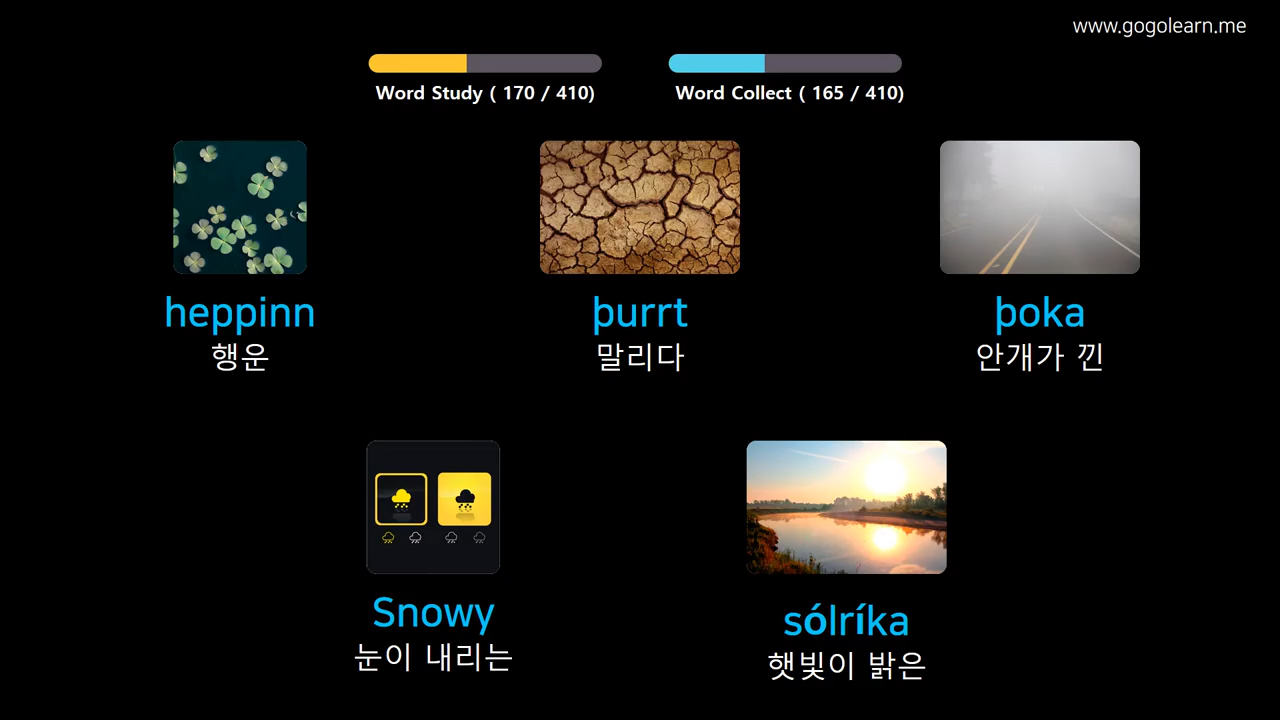 www.gogolearn.me
Word Study ( 170 / 410)
Word Collect ( 165 / 410)
heppinn
행운
þurrt
말리다
þoka
안개가 낀
Snowy
눈이 내리는
sólríka
햇빛이 밝은